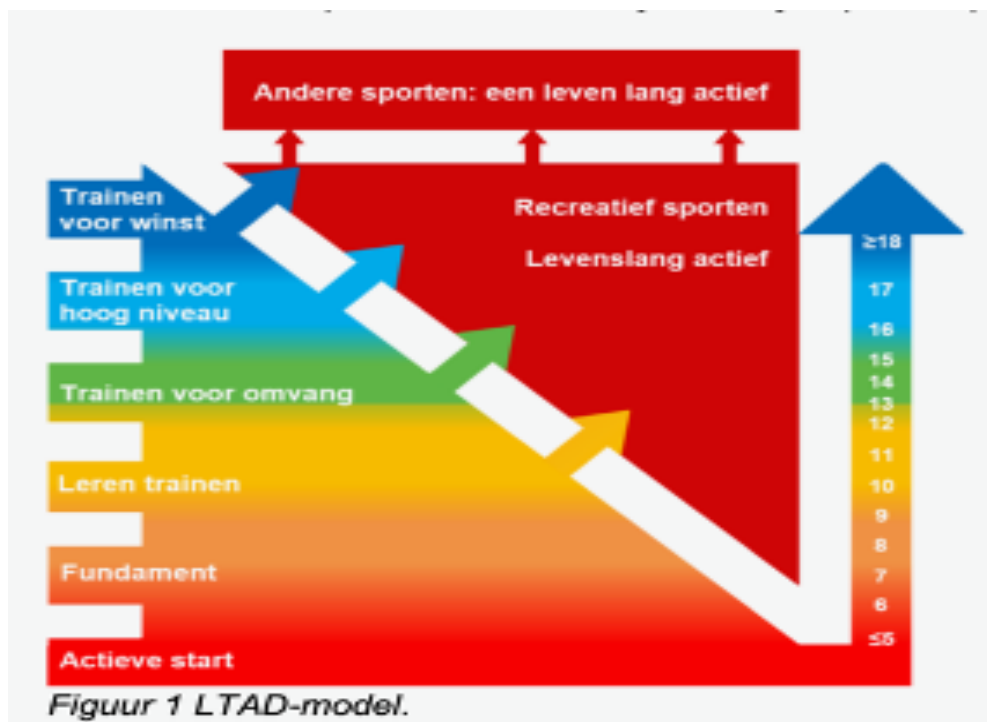 Andere sporten: een leven lang actief
Trainen
voor winst
Recreatief sporten
Levenslang actief
Trainen voor
hoog niveau
Trainen voor omvang
Leren trainen
Fundament
Actieve start
≥18
17
16
15
14
13
12
11
10
9
8
7
6
≤5
Figuur 1 LTAD-model.